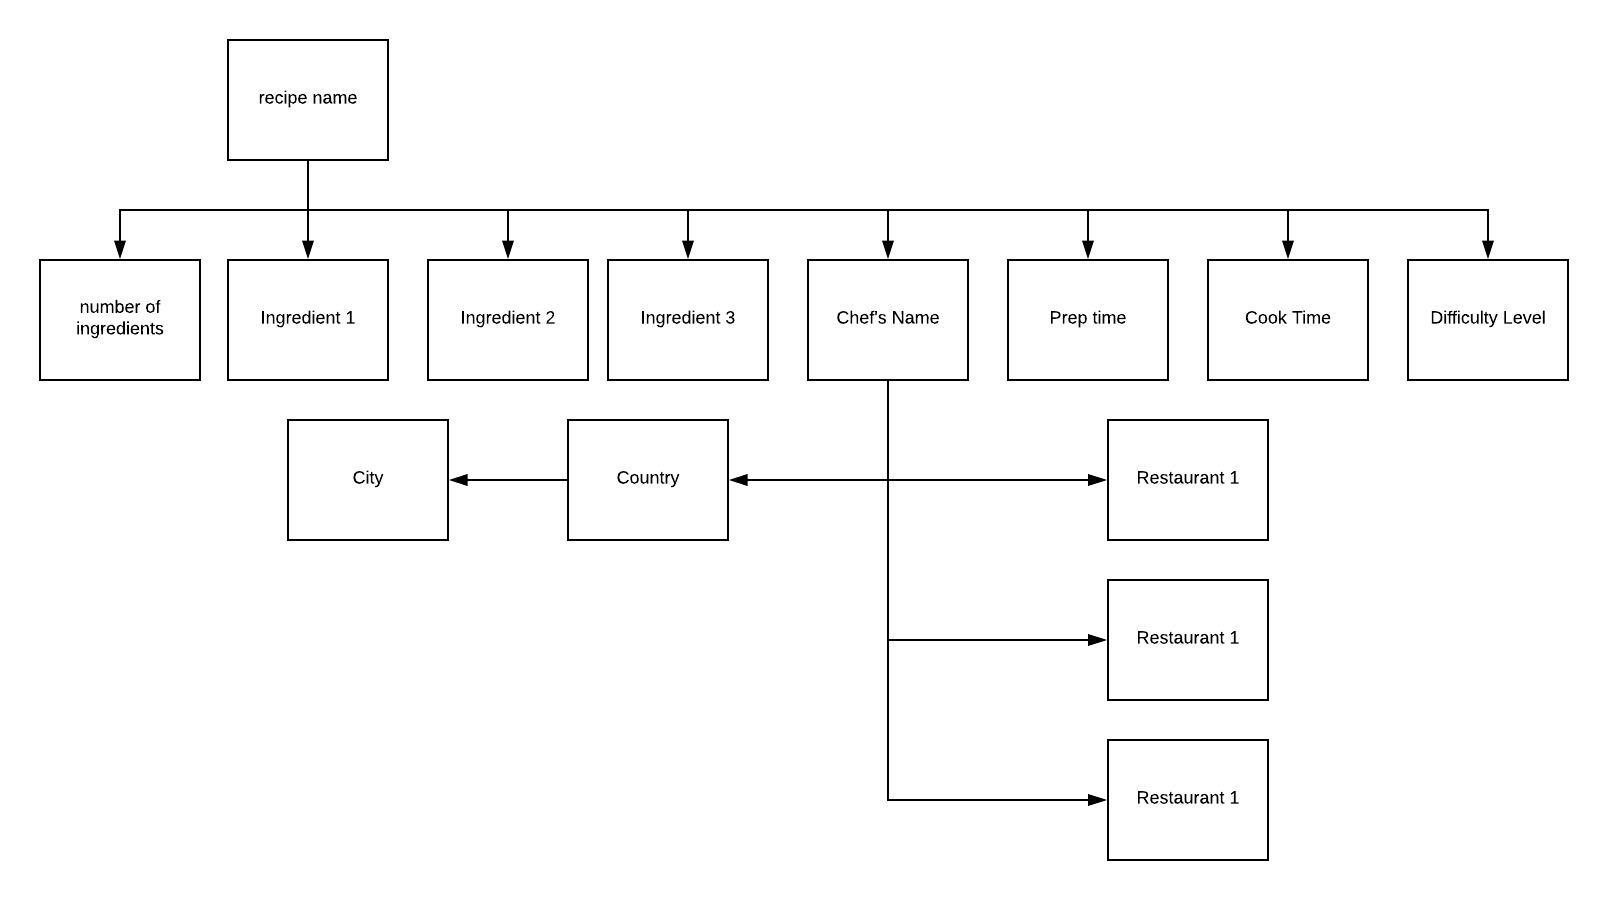 recipe name
number of
ingredients
Ingredient 1
Ingredient 2
Ingredient 3
Chef's Name
Prep time
Cook Time
Difficulty Level
City
Country
Restaurant 1
Restaurant 1
Restaurant 1